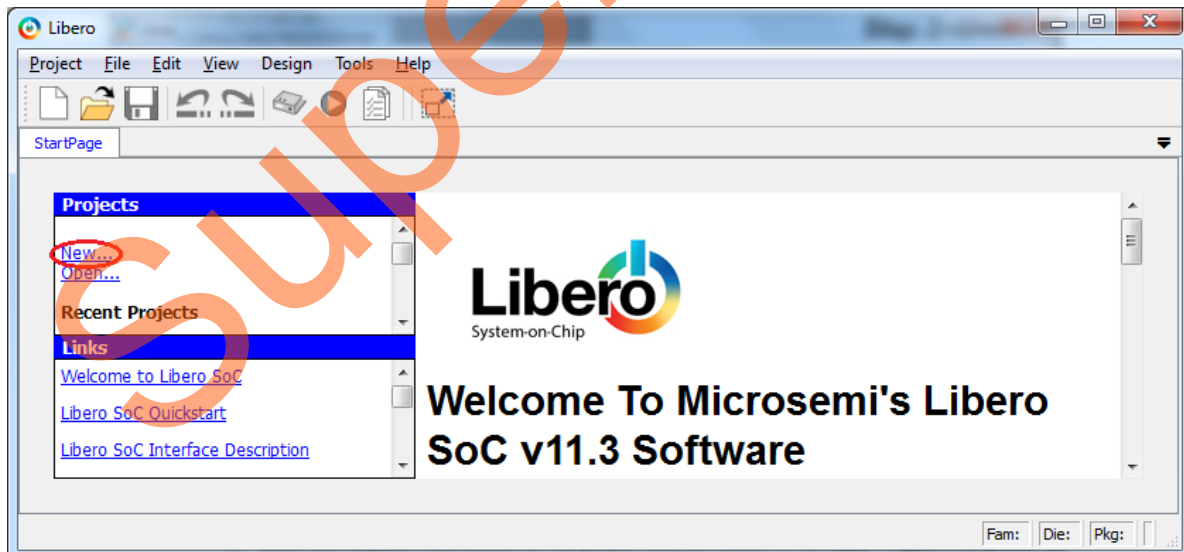 Libero
Project File Edit View Design Tools Help
StartPage
Projects
New...
Open...
Recent Projects
Links
Welcome to Libero SoC
Libero SoC Quickstart
Libero SoC Interface Description
Libero
System-on-Chip
Welcome To Microsemi's Libero
SoC v11.3 Software
Fam: Die: Pkg:
Supe